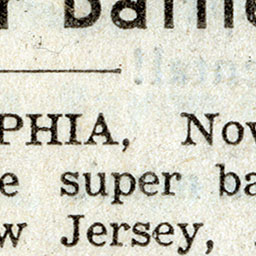 PHIA, Nov
e super ba
w Jersey,